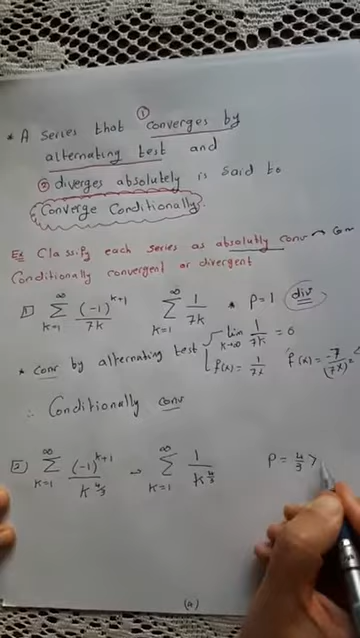 ①
* A series that converges by
alternating test and
② diverges absolutely is said to
Converge Conditionally.
Ex Classify each series as absolutly conv
Conditionally convergent or divergent
1 ∑_{k=1}^{∞} (-1)^{k+1} / 7k ∑_{k=1}^{∞} 1/7k * P = 1 (div)
* conv by alternating test lim_{k→∞} 1/7k = 0
f(x) = 1/7x f'(x) = -7/(7x)² <
∴ Conditionally conv
2 ∑_{k=1}^{∞} (-1)^{k+1} / k^{4/3} → ∑_{k=1}^{∞} 1/k^{4/3} P = 4/3 >
(4)